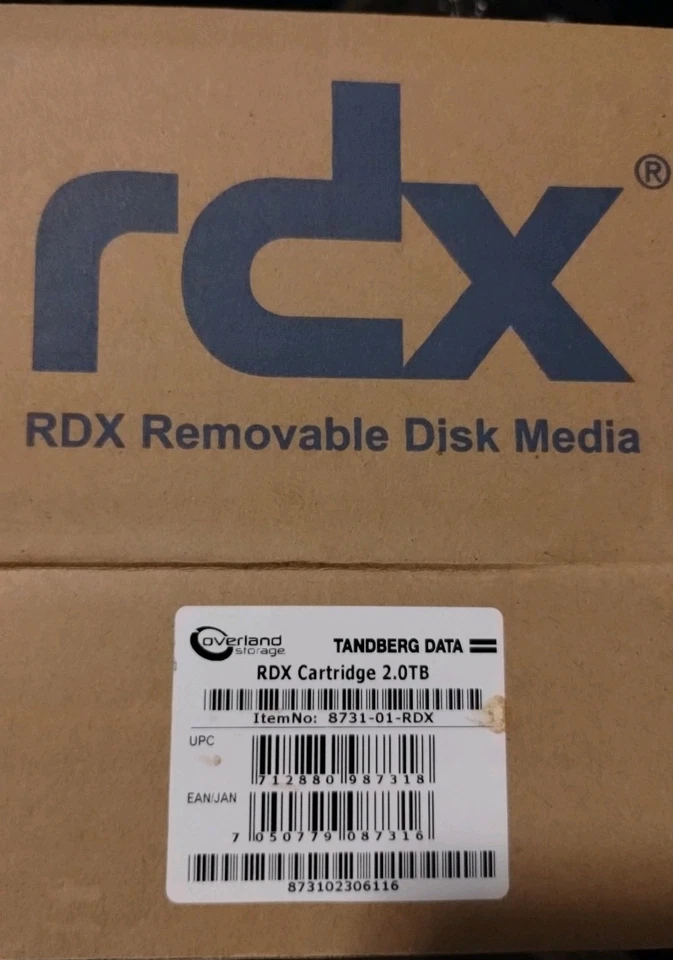 rdx®
RDX Removable Disk Media
overland storage
TANDBERG DATA
RDX Cartridge 2.0TB
ItemNo: 8731-01-RDX
UPC
712880 987318
EAN/JAN
7 050779 087316
873102306116